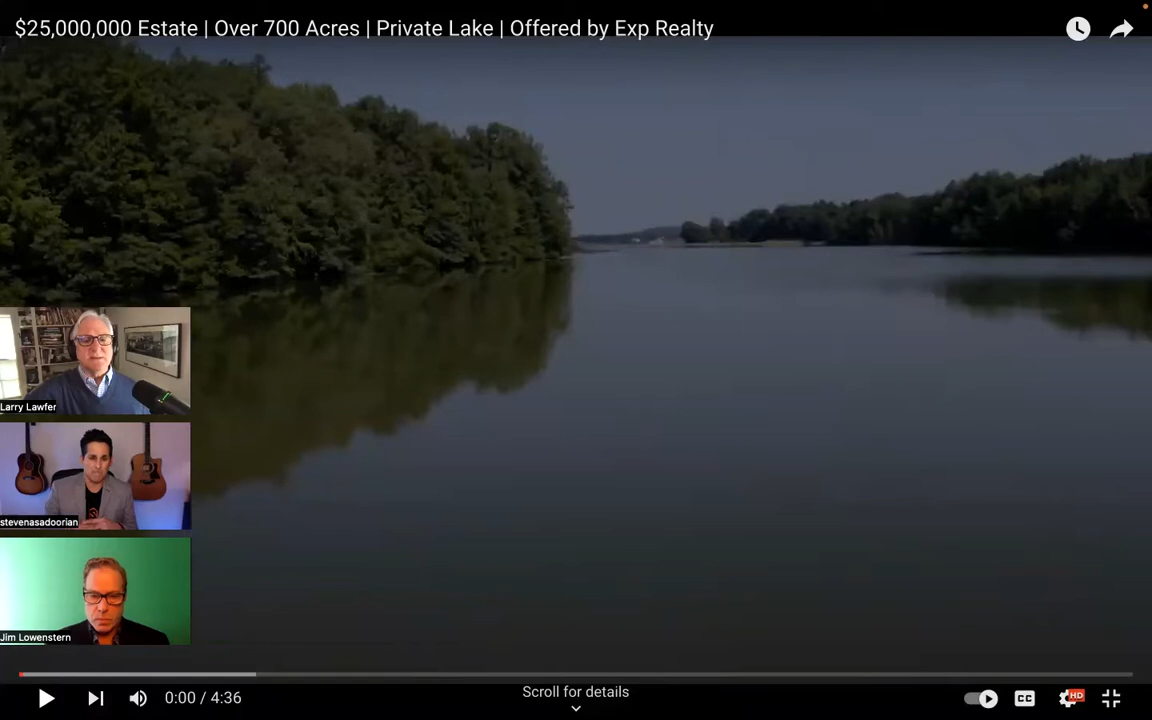 $25,000,000 Estate | Over 700 Acres | Private Lake | Offered by Exp Realty
Larry Lawfer
stevenasadoorian
Jim Lowenstern
Scroll for details
0:00 / 4:36
CC
HD